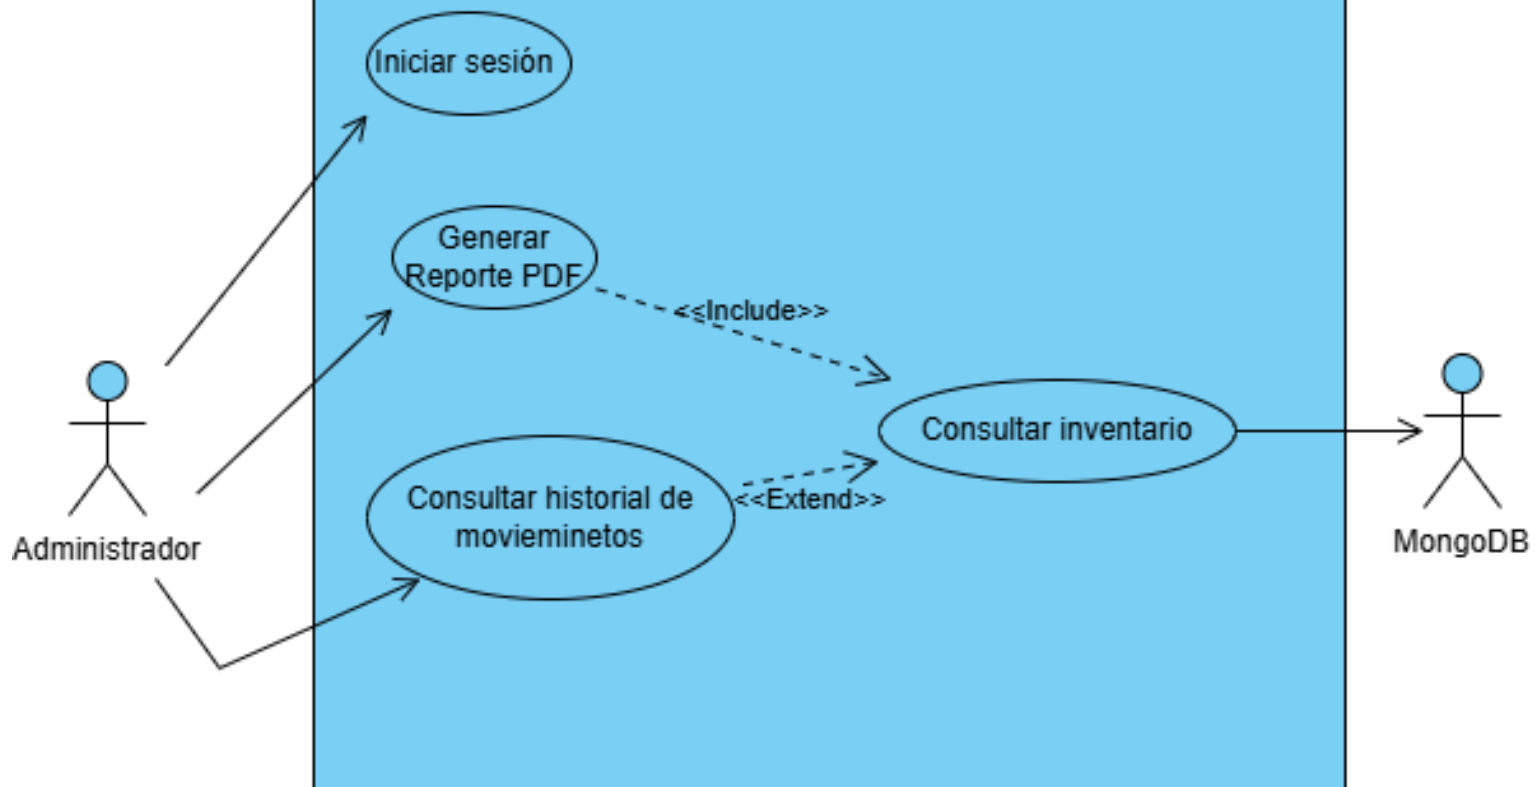 Iniciar sesión
Generar
Reporte PDF
<<Include>>
Consultar inventario
Consultar historial de
movieminetos
<<Extend>>
Administrador
MongoDB